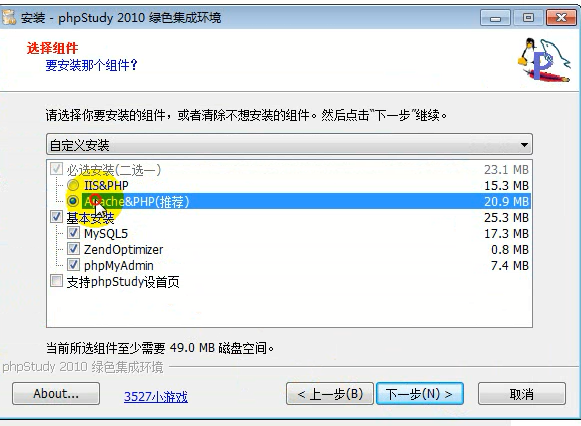 安装 - phpStudy 2010 绿色集成环境
选择组件
要安装那个组件?
P
请选择你要安装的组件，或者清除不想安装的组件。然后点击“下一步”继续。
自定义安装
必选安装(二选一) 23.1 MB
IIS&PHP 15.3 MB
Apache&PHP(推荐) 20.9 MB
基本安装 25.3 MB
MySQL5 17.3 MB
ZendOptimizer 0.8 MB
phpMyAdmin 7.4 MB
支持phpStudy设首页
当前所选组件至少需要 49.0 MB 磁盘空间。
phpStudy 2010 绿色集成环境
About... 3527小游戏 < 上一步(B) 下一步(N) > 取消